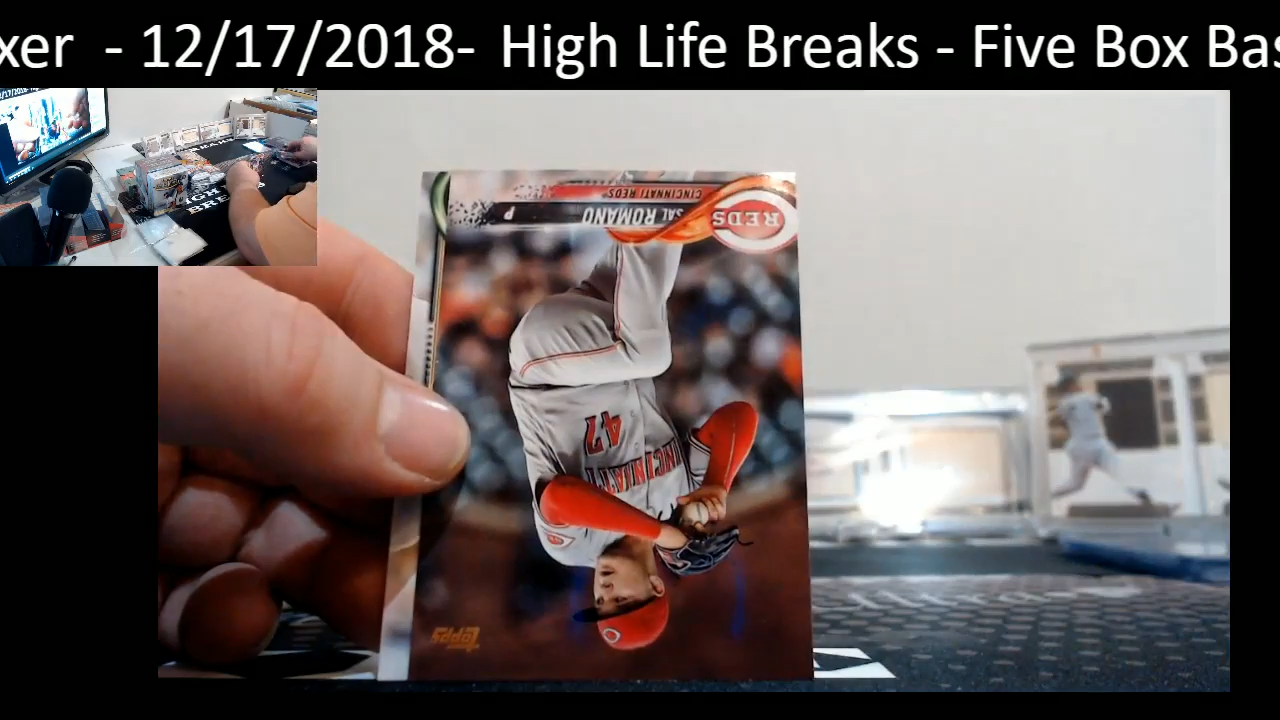 xer - 12/17/2018- High Life Breaks - Five Box Bas
CINCINNATI REDS
SAL ROMANO P
REDS
47
CINCINNATI
topps